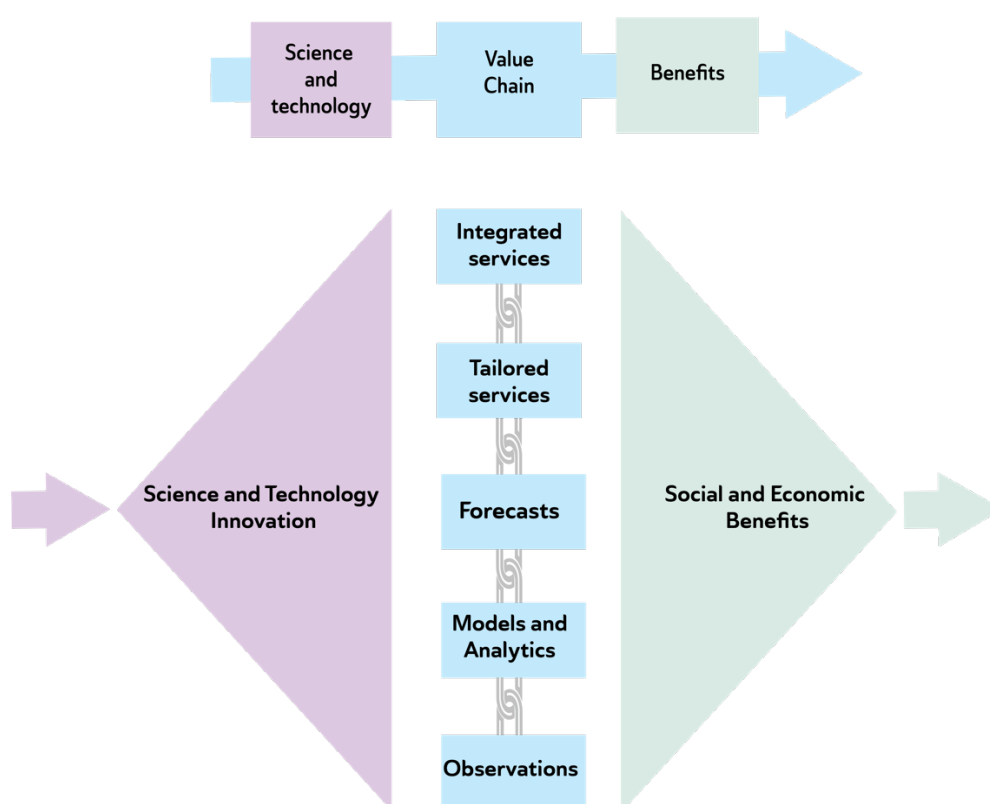 Science
and
technology
Value
Chain
Benefits
Integrated
services
Tailored
services
Science and Technology
Innovation
Forecasts
Social and Economic
Benefits
Models and
Analytics
Observations